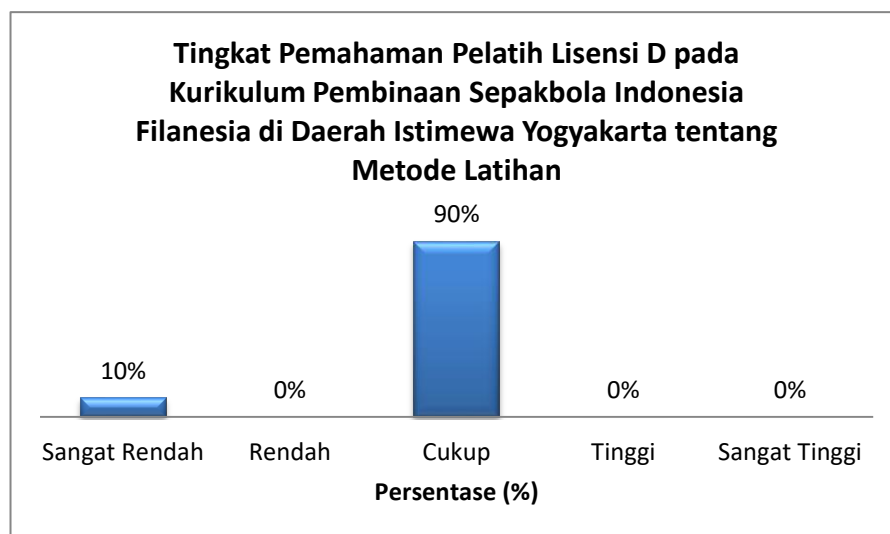 Tingkat Pemahaman Pelatih Lisensi D pada
Kurikulum Pembinaan Sepakbola Indonesia
Filanesia di Daerah Istimewa Yogyakarta tentang
Metode Latihan
90%
10%
0%
0%
0%
Sangat Rendah
Rendah
Cukup
Tinggi
Sangat Tinggi
Persentase (%)